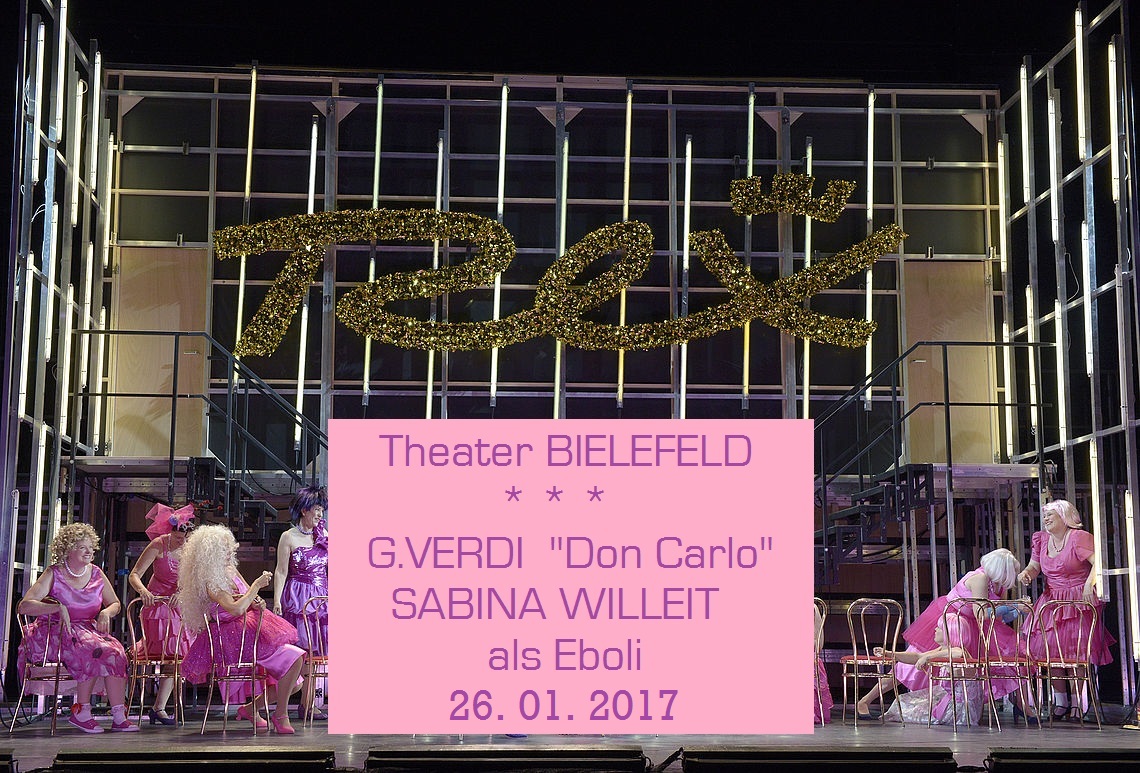 Rex
Theater BIELEFELD
* * *
G.VERDI "Don Carlo"
SABINA WILLEIT
als Eboli
26. 01. 2017